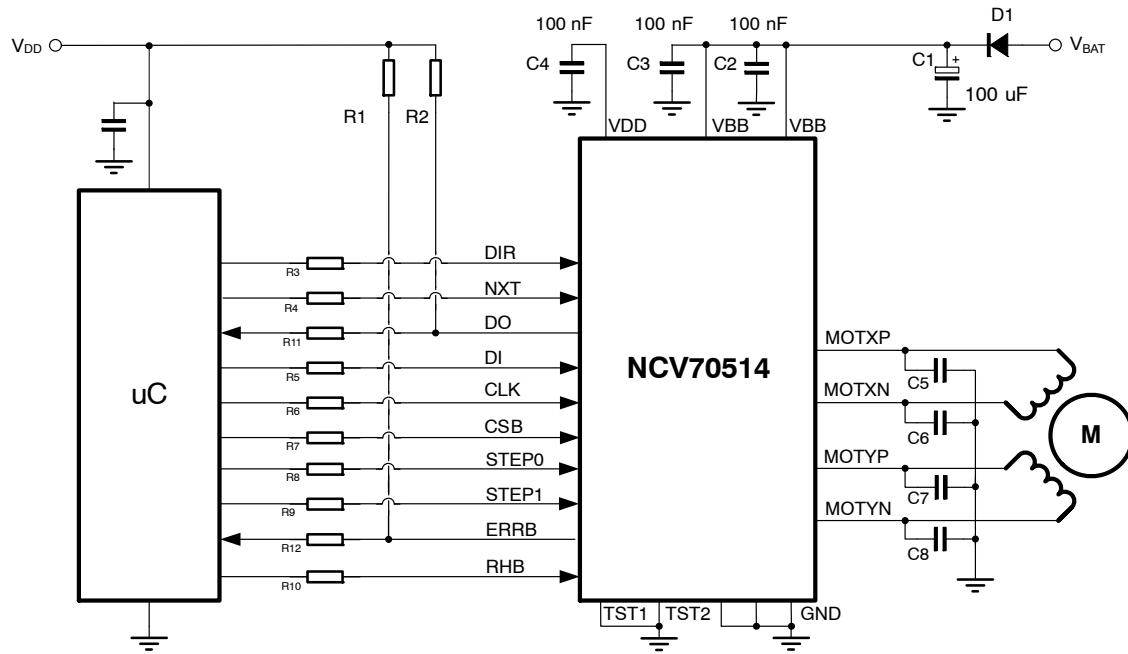 100 nF 100 nF 100 nF D1
VDD C4 C3 C2 C1 + VBAT
100 uF
R1 R2
VDD VBB VBB
R3 DIR
R4 NXT
R11 DO
R5 DI
R6 CLK
R7 CSB
R8 STEP0
R9 STEP1
R12 ERRB
R10 RHB
uC
NCV70514
MOTXP
C5
MOTXN
C6
M
MOTYP
C7
MOTYN
C8
TST1 TST2 GND